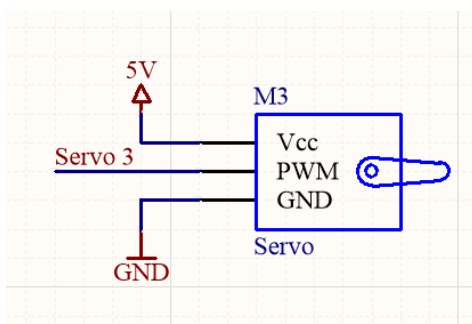 5V
M3
Vcc
Servo 3
PWM
GND
Servo
GND